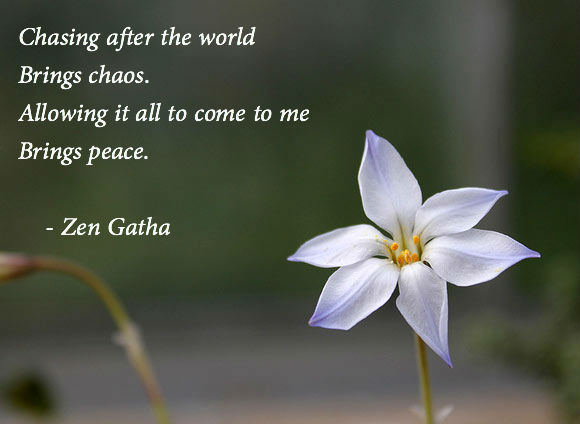 Chasing after the world
Brings chaos.
Allowing it all to come to me
Brings peace.
- Zen Gatha